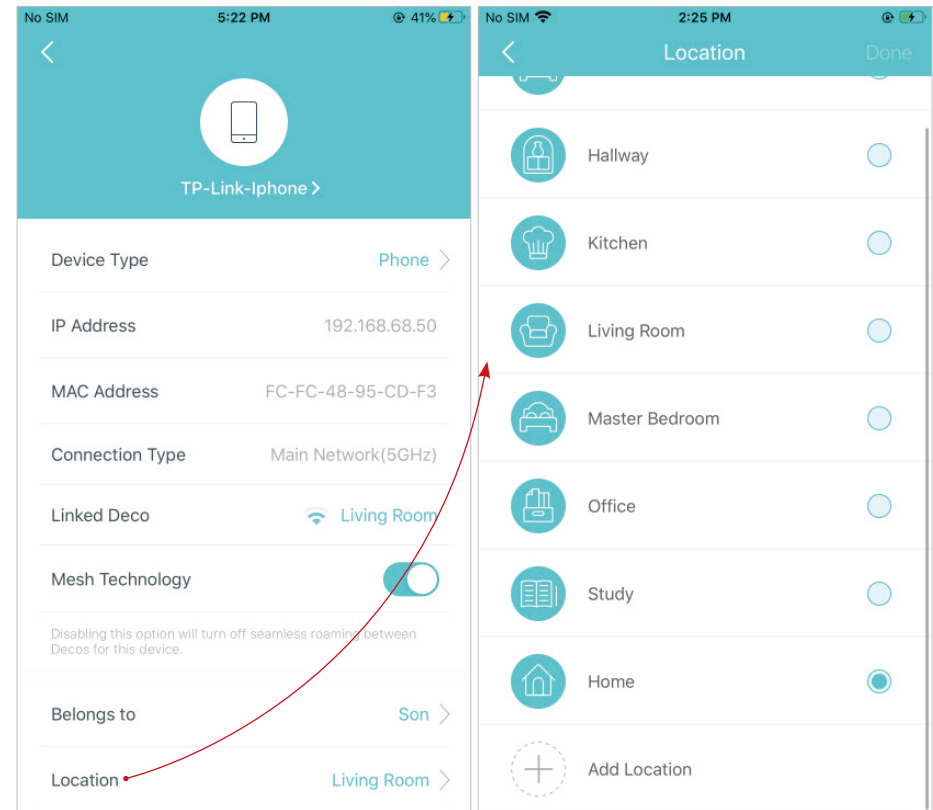 No SIM 5:22 PM 41%
TP-Link-Iphone >
Device Type Phone >
IP Address 192.168.68.50
MAC Address FC-FC-48-95-CD-F3
Connection Type Main Network(5GHz)
Linked Deco Living Room
Mesh Technology
Disabling this option will turn off seamless roaming between
Decos for this device.
Belongs to Son >
Location Living Room >
No SIM 2:25 PM
Location Done
Hallway
Kitchen
Living Room
Master Bedroom
Office
Study
Home
Add Location